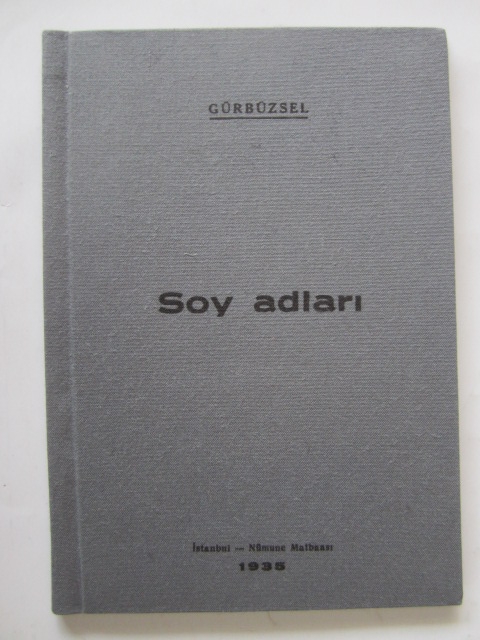 GÜRBÜZSEL
Soy adları
İstanbul — Nümune Matbaası
1935